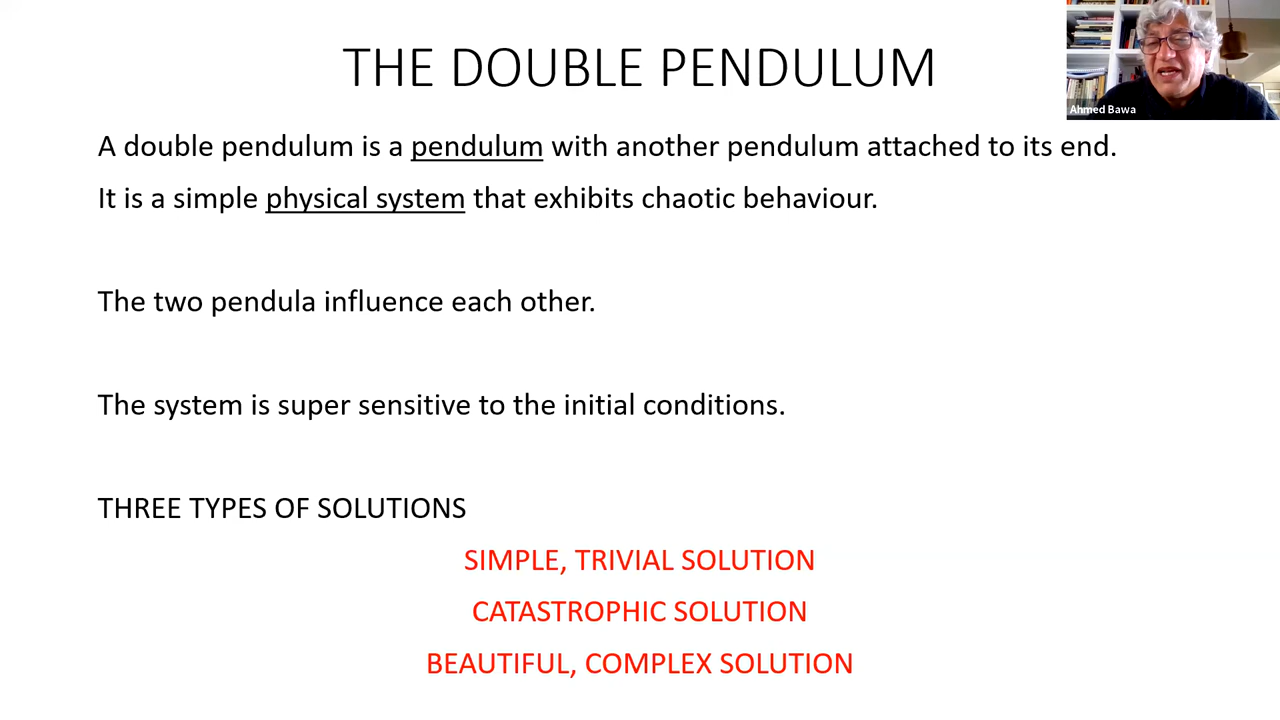 THE DOUBLE PENDULUM
Ahmed Bawa
A double pendulum is a pendulum with another pendulum attached to its end.
It is a simple physical system that exhibits chaotic behaviour.
The two pendula influence each other.
The system is super sensitive to the initial conditions.
THREE TYPES OF SOLUTIONS
SIMPLE, TRIVIAL SOLUTION
CATASTROPHIC SOLUTION
BEAUTIFUL, COMPLEX SOLUTION